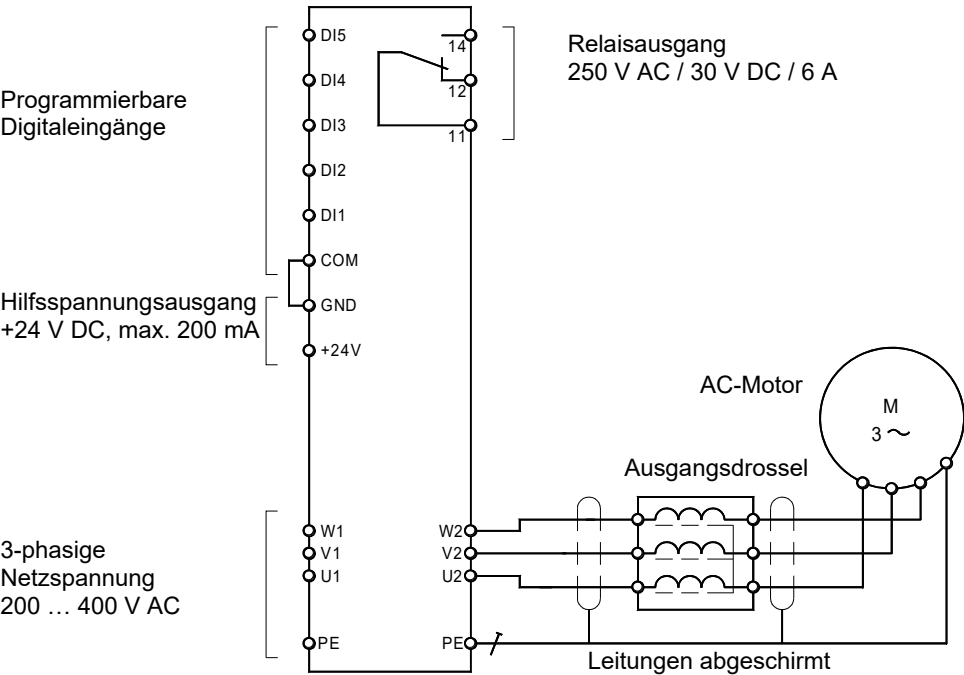 Programmierbare
Digitaleingänge
Hilfsspannungsausgang
+24 V DC, max. 200 mA
3-phasige
Netzspannung
200 … 400 V AC
DI5
DI4
DI3
DI2
DI1
COM
GND
+24V
W1
V1
U1
PE
14
12
11
W2
V2
U2
PE
Relaisausgang
250 V AC / 30 V DC / 6 A
AC-Motor
M
3 ~
Ausgangsdrossel
Leitungen abgeschirmt